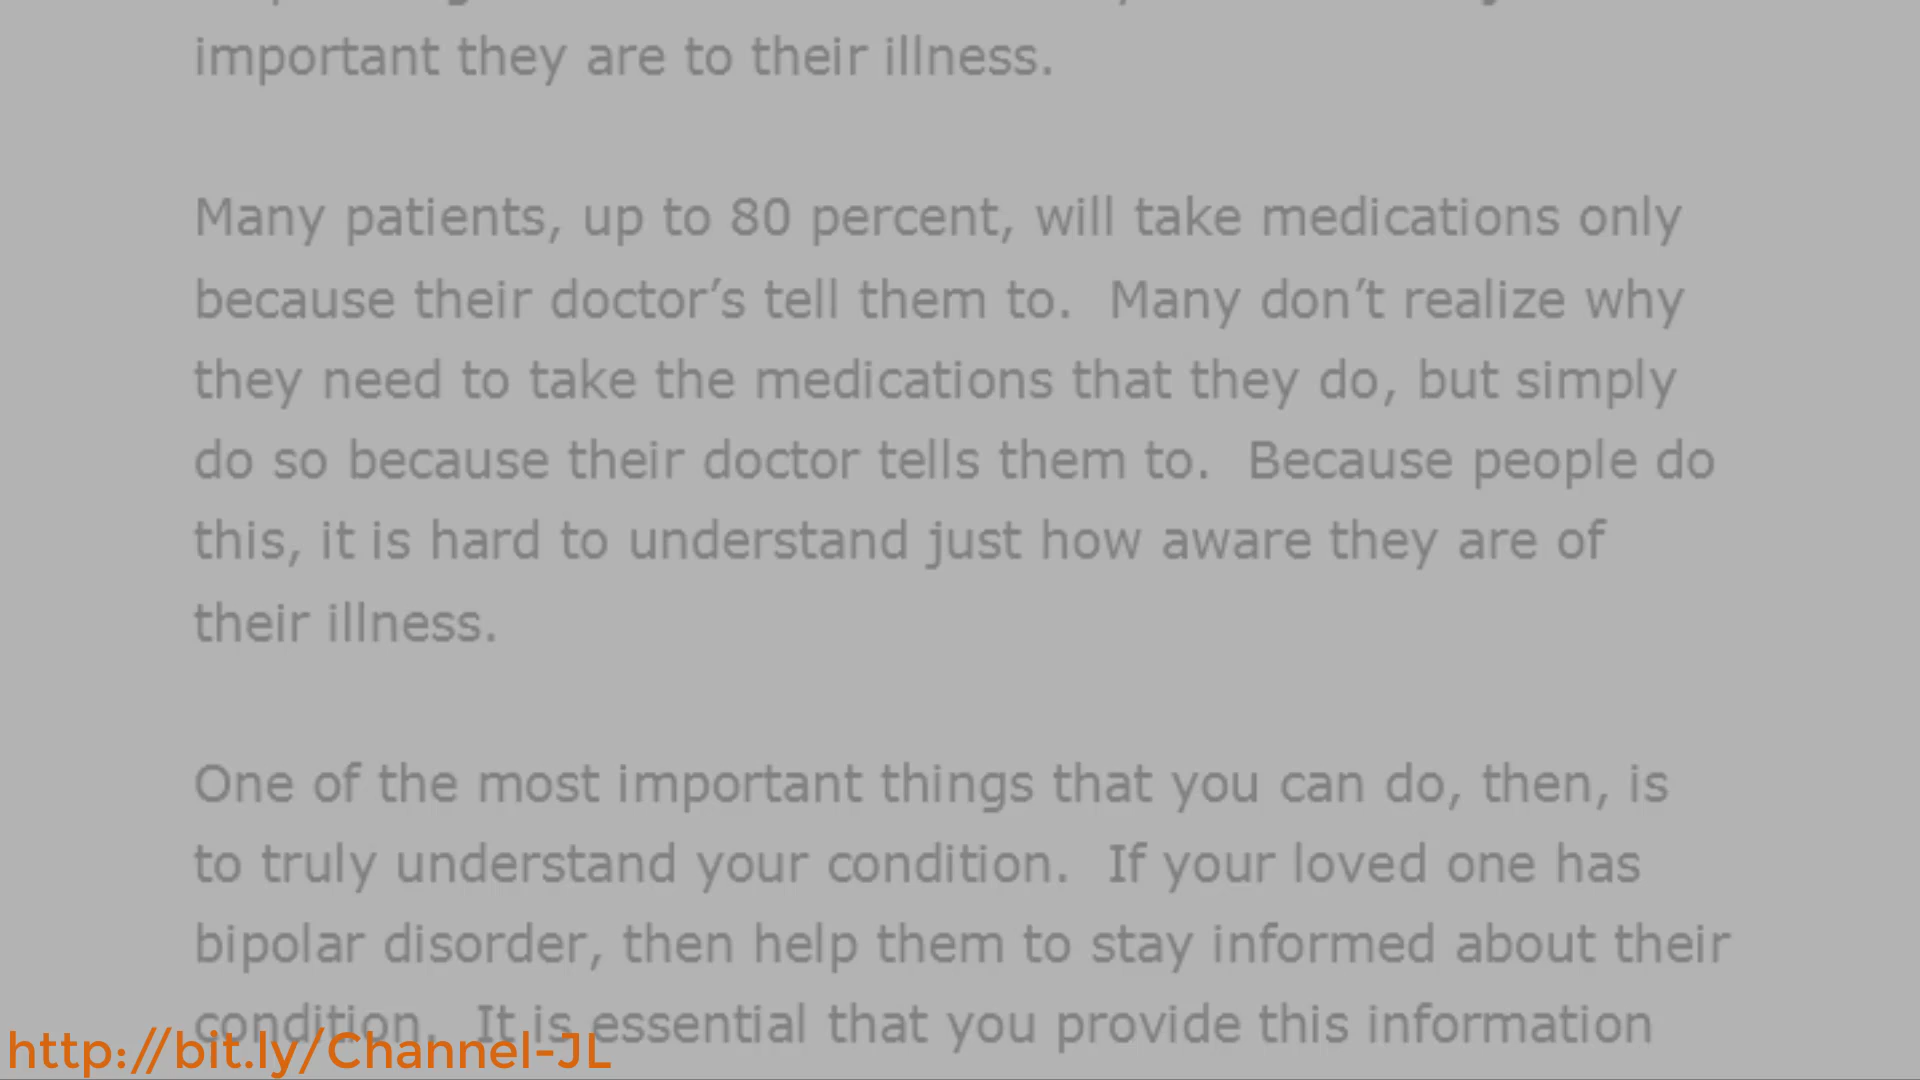 important they are to their illness.
Many patients, up to 80 percent, will take medications only
because their doctor’s tell them to.  Many don’t realize why
they need to take the medications that they do, but simply
do so because their doctor tells them to.  Because people do
this, it is hard to understand just how aware they are of
their illness.
One of the most important things that you can do, then, is
to truly understand your condition.  If your loved one has
bipolar disorder, then help them to stay informed about their
condition.  It is essential that you provide this information
http://bit.ly/Channel-JL